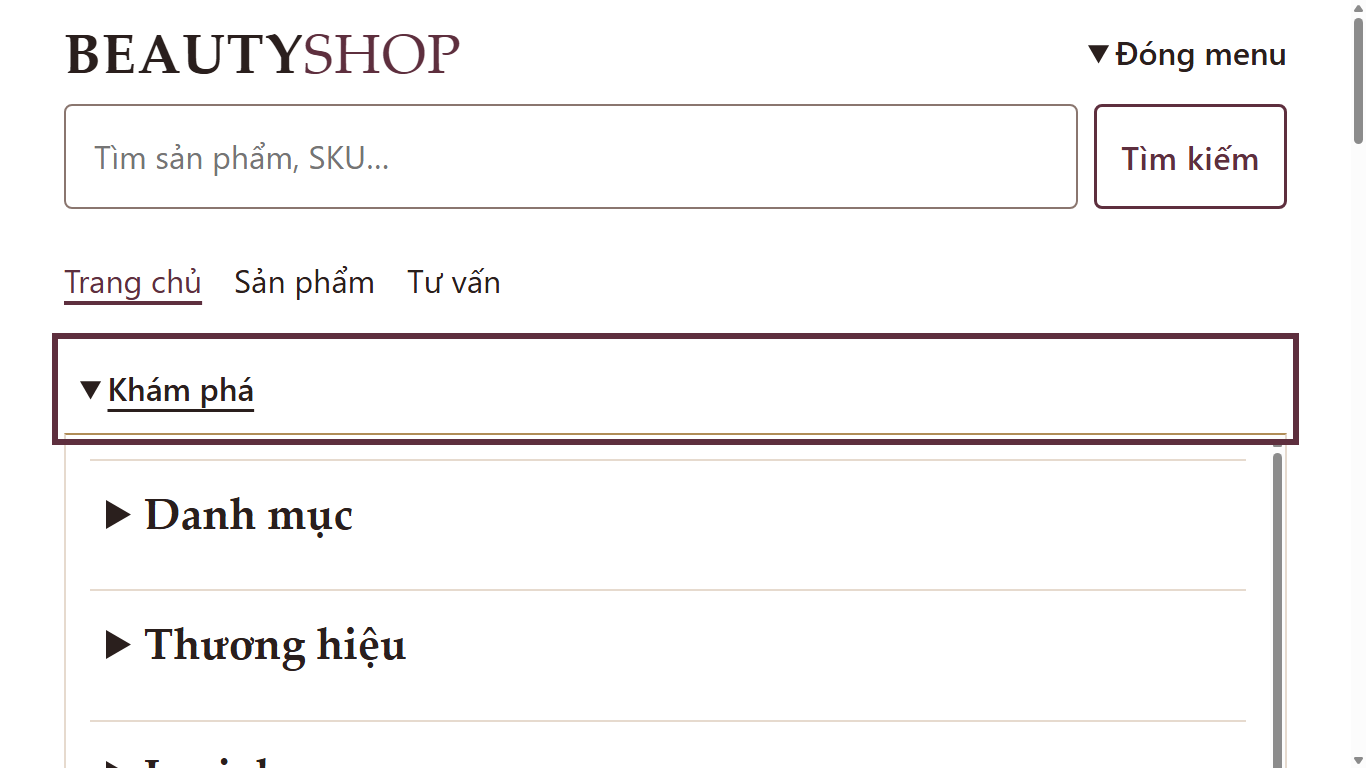 BEAUTYSHOP
Đóng menu
Tìm sản phẩm, SKU...
Tìm kiếm
Trang chủ Sản phẩm Tư vấn
Khám phá
Danh mục
Thương hiệu